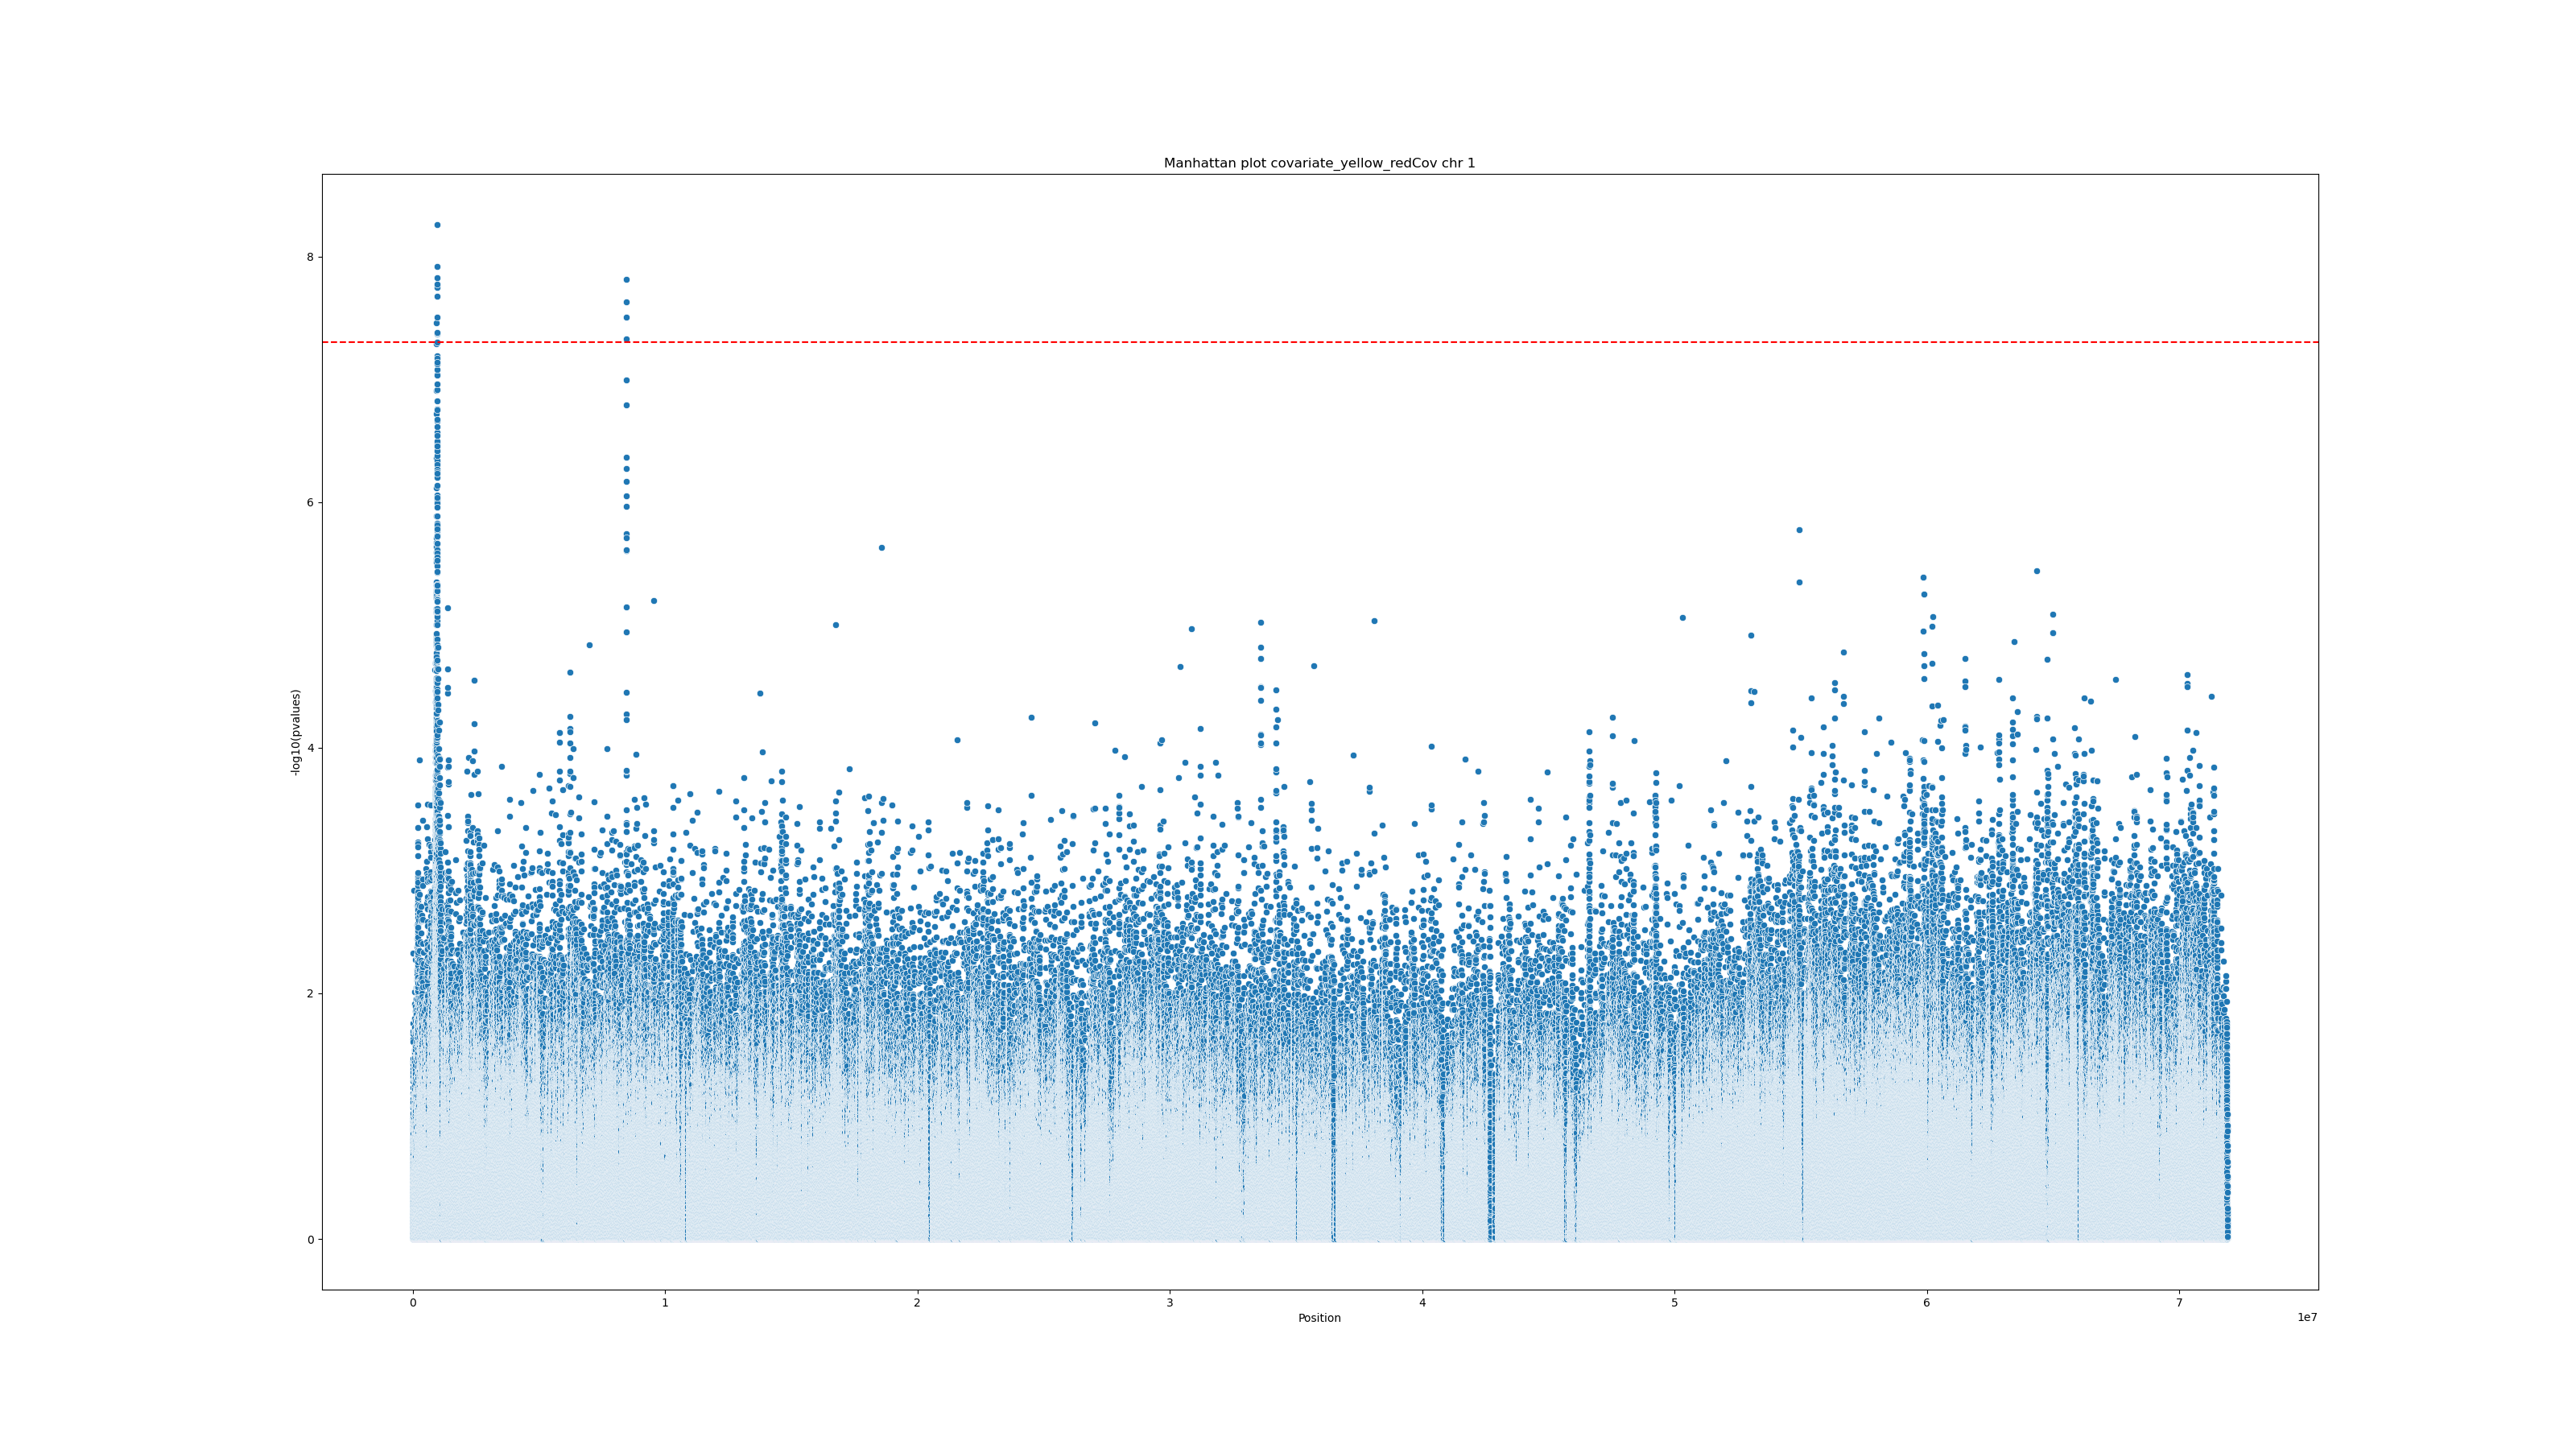 Manhattan plot covariate_yellow_redCov chr 1
-log10(pvalues)
8
6
4
2
0
0 1 2 3 4 5 6 7
1e7
Position